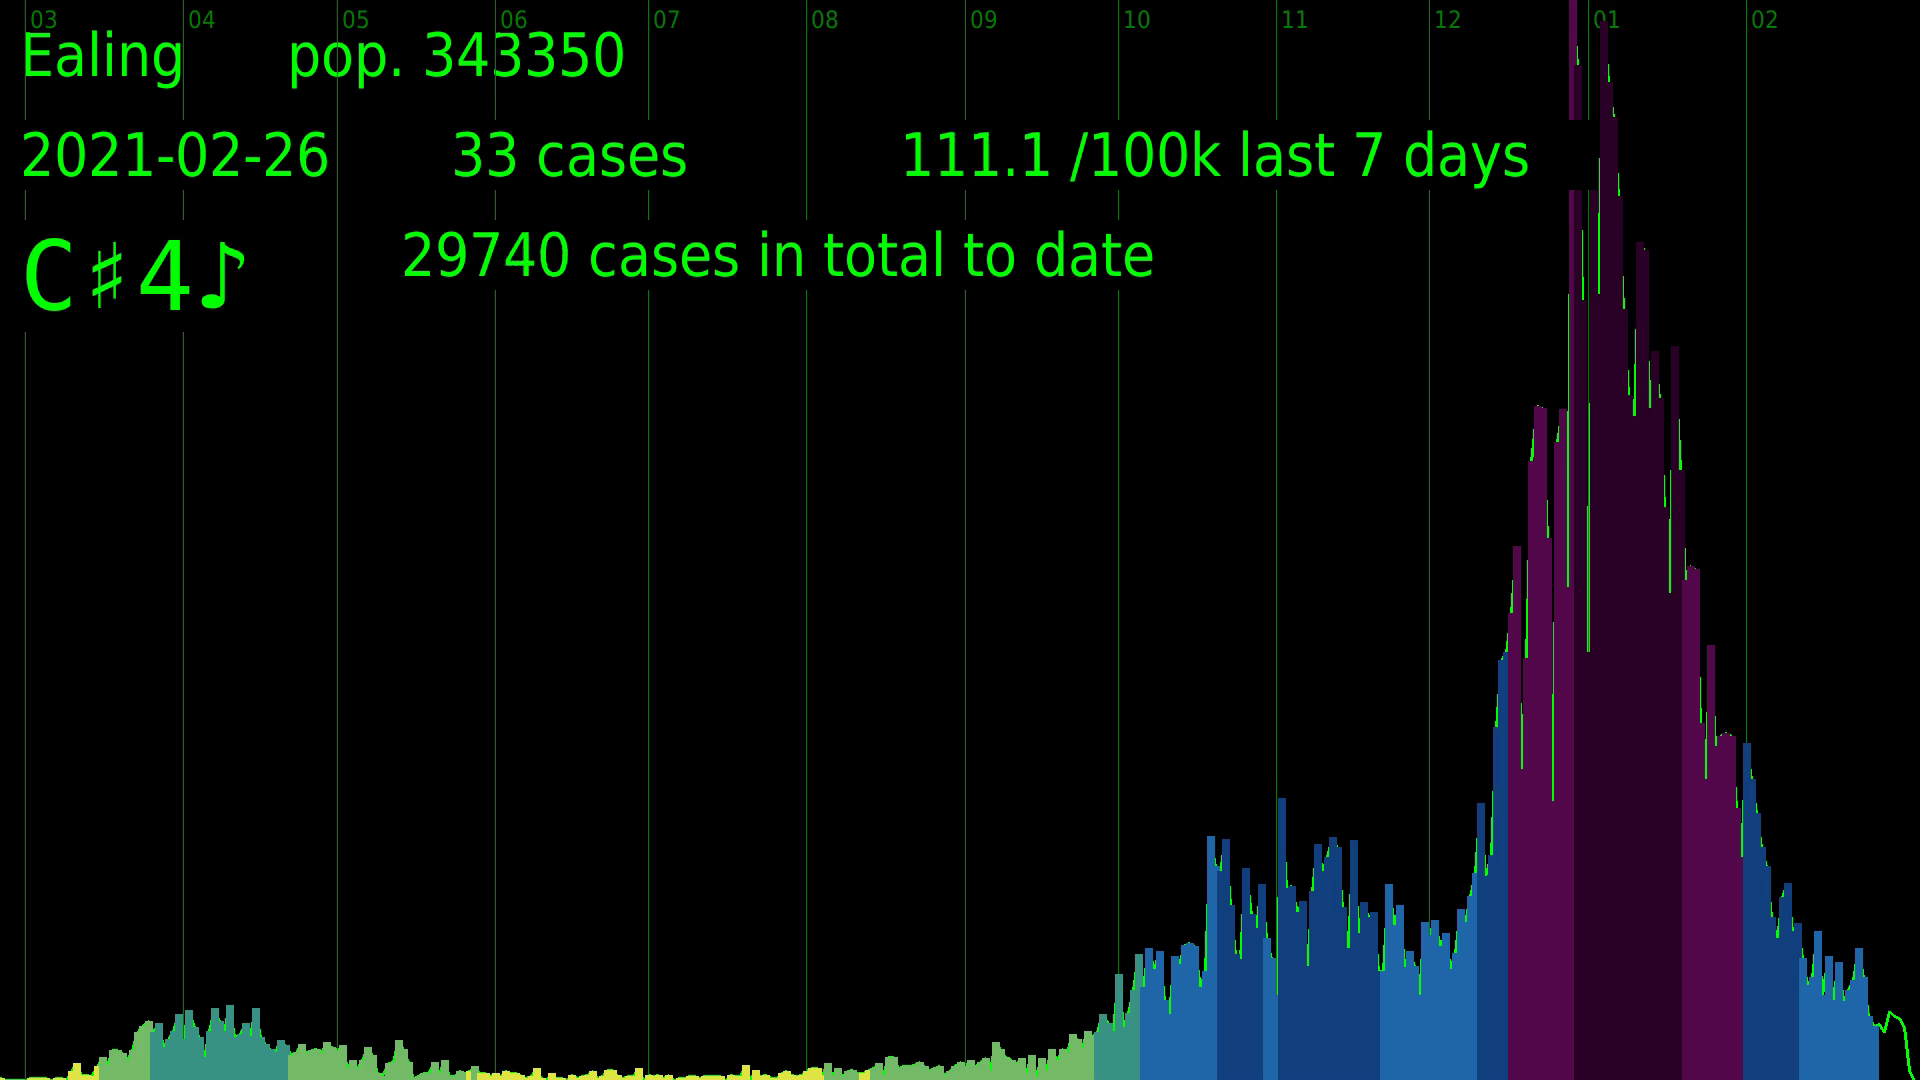 03 04 05 06 07 08 09 10 11 12 01 02
Ealing pop. 343350
2021-02-26 33 cases 111.1 /100k last 7 days
C♯4♪ 29740 cases in total to date